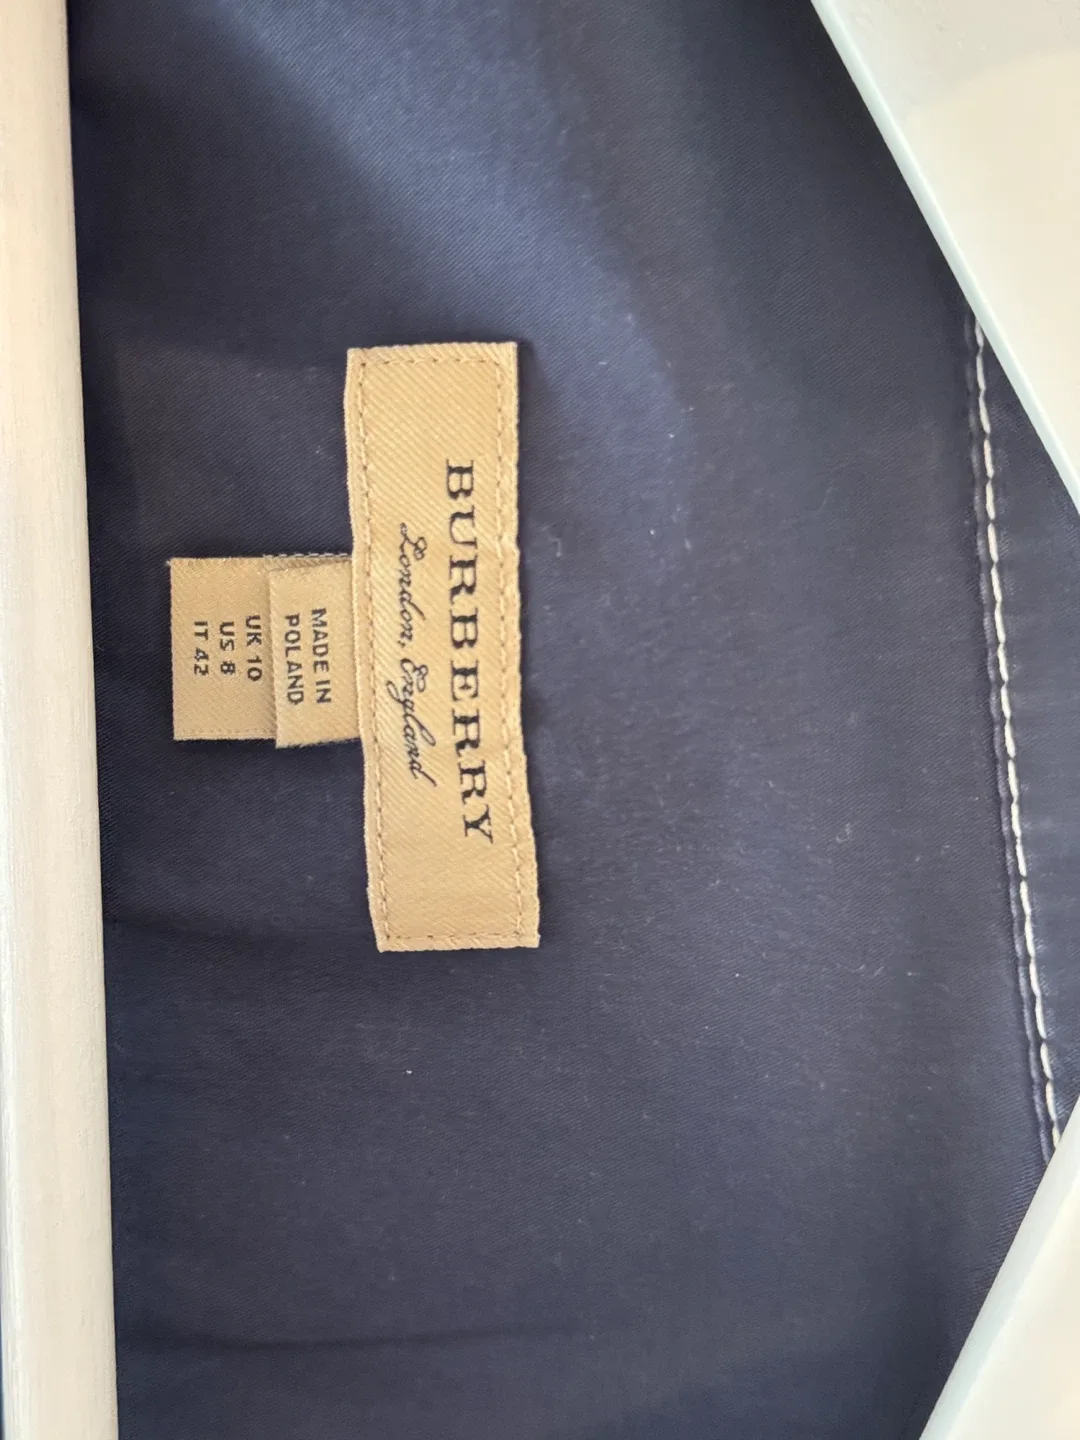 BURBERRY
London, England
MADE IN
POLAND
UK 10
US 8
IT 42